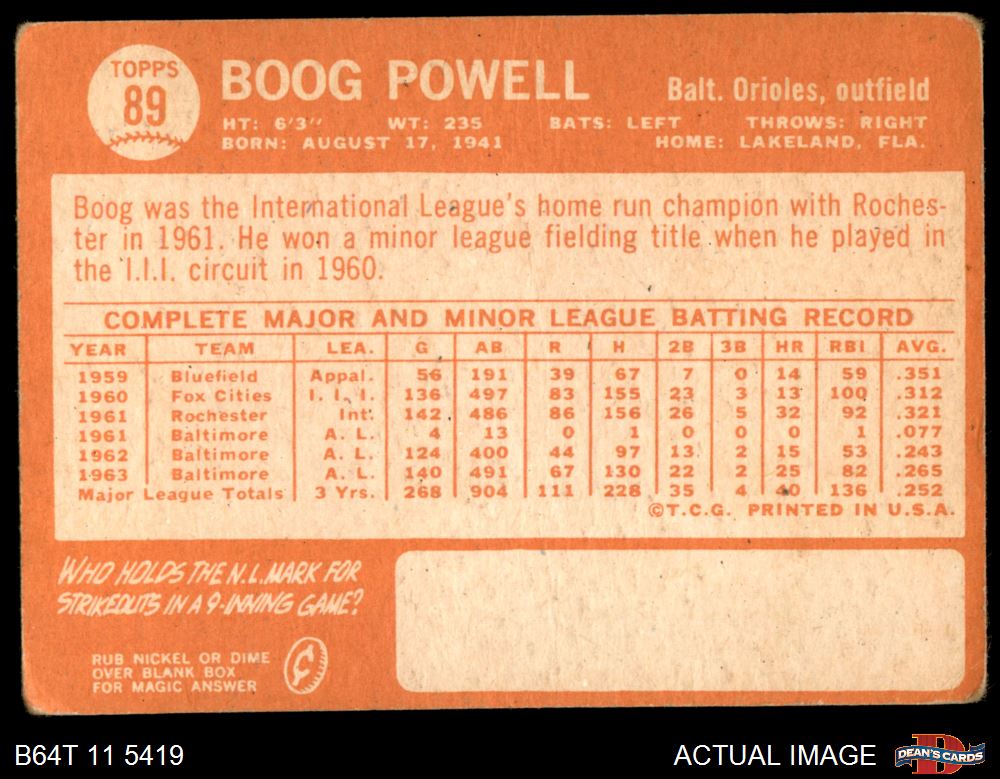 TOPPS
89
BOOG POWELL
Balt. Orioles, outfield
HT: 6'3" WT: 235 BATS: LEFT THROWS: RIGHT
BORN: AUGUST 17, 1941 HOME: LAKELAND, FLA.
Boog was the International League's home run champion with Roches-
ter in 1961. He won a minor league fielding title when he played in
the I.I.I. circuit in 1960.
COMPLETE MAJOR AND MINOR LEAGUE BATTING RECORD
YEAR TEAM LEA. G AB R H 2B 3B HR RBI AVG.
1959 Bluefield Appal. 56 191 39 67 7 0 14 59 .351
1960 Fox Cities I. I. I. 136 497 83 155 23 3 13 100 .312
1961 Rochester Int. 142 486 86 156 26 5 32 92 .321
1961 Baltimore A. L. 4 13 0 1 0 0 0 1 .077
1962 Baltimore A. L. 124 400 44 97 13 2 15 53 .243
1963 Baltimore A. L. 140 491 67 130 22 2 25 82 .265
Major League Totals 3 Yrs. 268 904 111 228 35 4 40 136 .252
©T.C.G. PRINTED IN U.S.A.
WHO HOLDS THE N.L. MARK FOR
STRIKEOUTS IN A 9-INNING GAME?
RUB NICKEL OR DIME
OVER BLANK BOX
FOR MAGIC ANSWER
¢
B64T 11 5419
ACTUAL IMAGE
D
DEAN'S CARDS